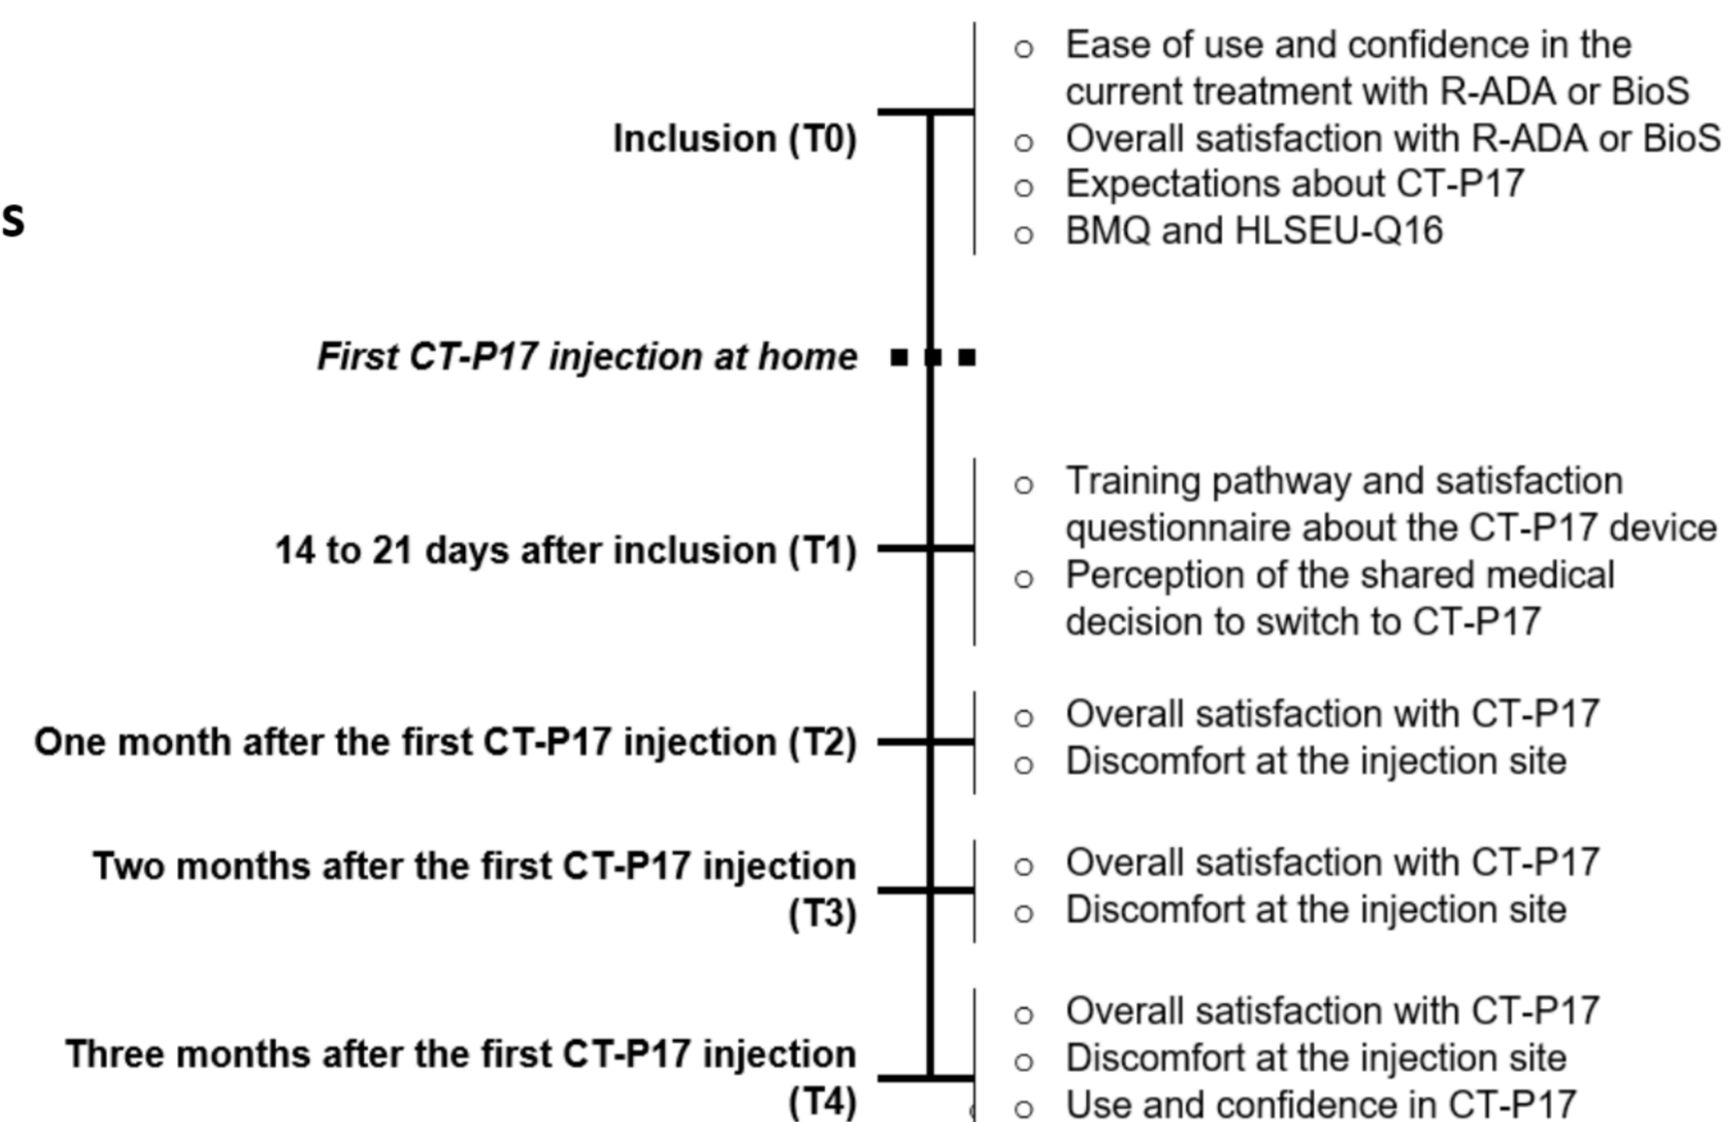 Ease of use and confidence in the
current treatment with R-ADA or BioS
Inclusion (T0)
Overall satisfaction with R-ADA or BioS
Expectations about CT-P17
BMQ and HLSEU-Q16
s
First CT-P17 injection at home
Training pathway and satisfaction
questionnaire about the CT-P17 device
14 to 21 days after inclusion (T1)
Perception of the shared medical
decision to switch to CT-P17
One month after the first CT-P17 injection (T2)
Overall satisfaction with CT-P17
Discomfort at the injection site
Two months after the first CT-P17 injection
(T3)
Overall satisfaction with CT-P17
Discomfort at the injection site
Three months after the first CT-P17 injection
(T4)
Overall satisfaction with CT-P17
Discomfort at the injection site
Use and confidence in CT-P17